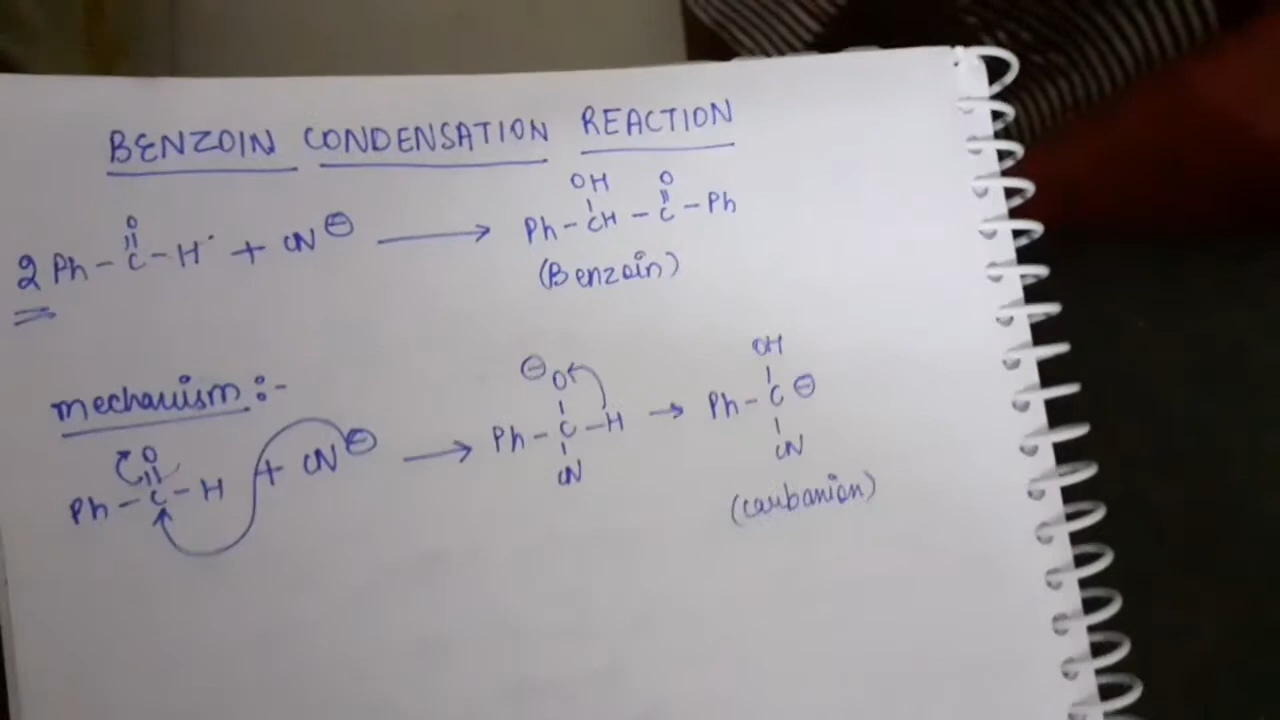 BENZOIN CONDENSATION REACTION
OH O
2 Ph-C-H + CN⊖ → Ph-CH-C-Ph
O
(Benzoin)
mechanism:-
O Ph-C-H + CN⊖ → ⊖O Ph-C-H CN → OH Ph-C⊖ CN
(carbanion)